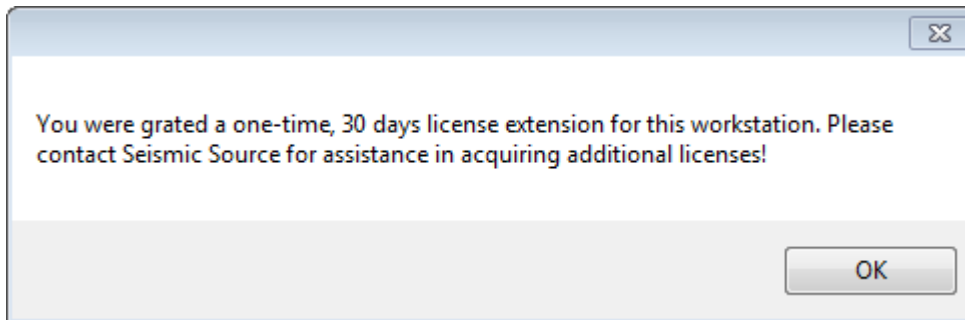 You were grated a one-time, 30 days license extension for this workstation. Please
contact Seismic Source for assistance in acquiring additional licenses!
OK